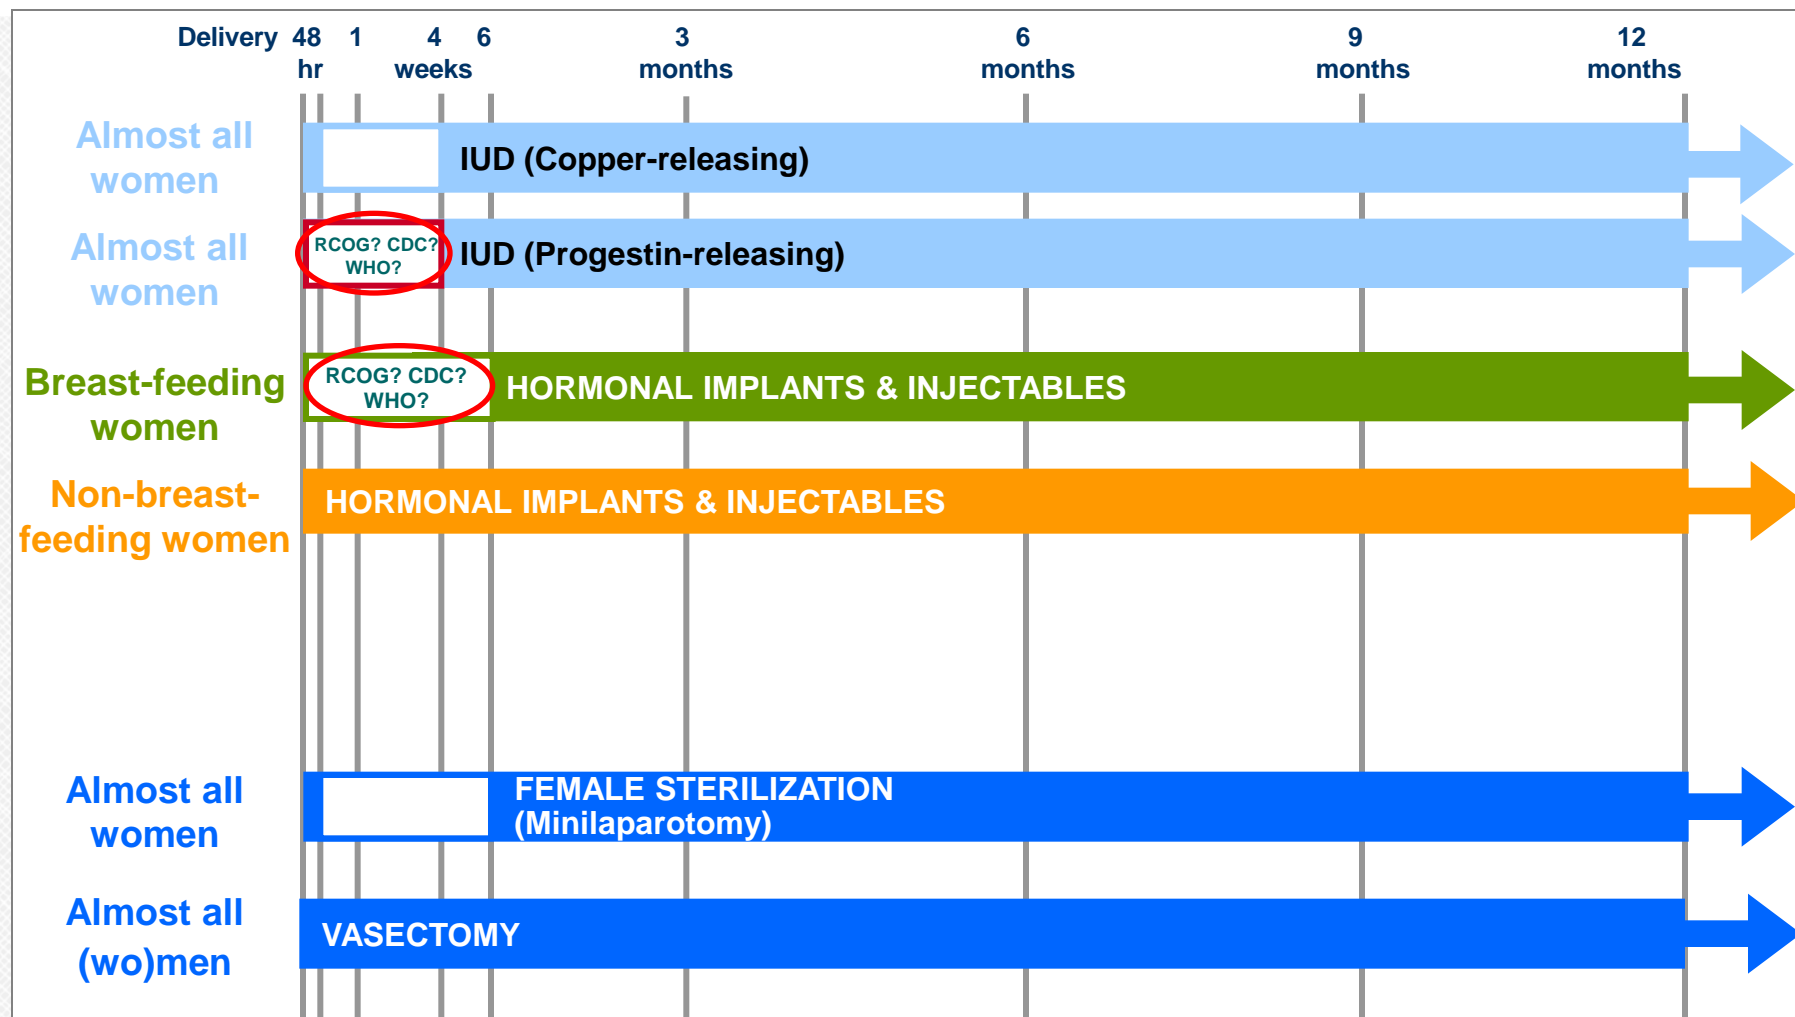 Delivery 48 1 4 6 3 6 9 12
hr weeks months months months months
Almost all
women
IUD (Copper-releasing)
Almost all
women
RCOG? CDC?
WHO?
IUD (Progestin-releasing)
Breast-feeding
women
RCOG? CDC?
WHO?
HORMONAL IMPLANTS & INJECTABLES
Non-breast-
feeding women
HORMONAL IMPLANTS & INJECTABLES
Almost all
women
FEMALE STERILIZATION
(Minilaparotomy)
Almost all
(wo)men
VASECTOMY